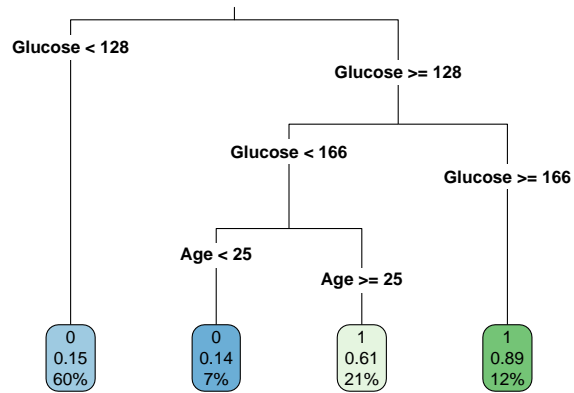 Glucose < 128
Glucose >= 128
Glucose < 166
Glucose >= 166
Age < 25
Age >= 25
0
0.15
60%
0
0.14
7%
1
0.61
21%
1
0.89
12%